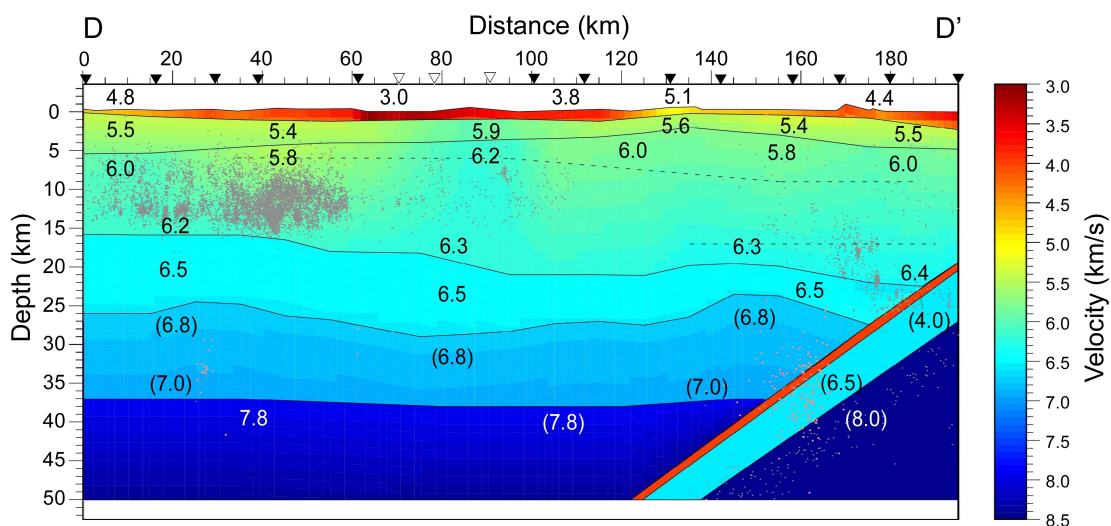 D Distance (km) D’
0 20 40 60 80 100 120 140 160 180
4.8 3.0 3.8 5.1 4.4
0 3.0
5.5 5.4 5.9 5.6 5.4 5.5
3.5
5 5.8 6.2 6.0 5.8 6.0
6.0 4.0
10 4.5
15 6.2 5.0
6.3 6.3
20 6.5 6.4 5.5
25 6.5 6.5 6.0
(6.8) (6.8) (4.0)
30 (6.8) 6.5
35 (7.0) (7.0) (6.5) 7.0
40 7.8 (7.8) (8.0)
45 7.5
50 8.0
8.5
Depth (km)
Velocity (km/s)